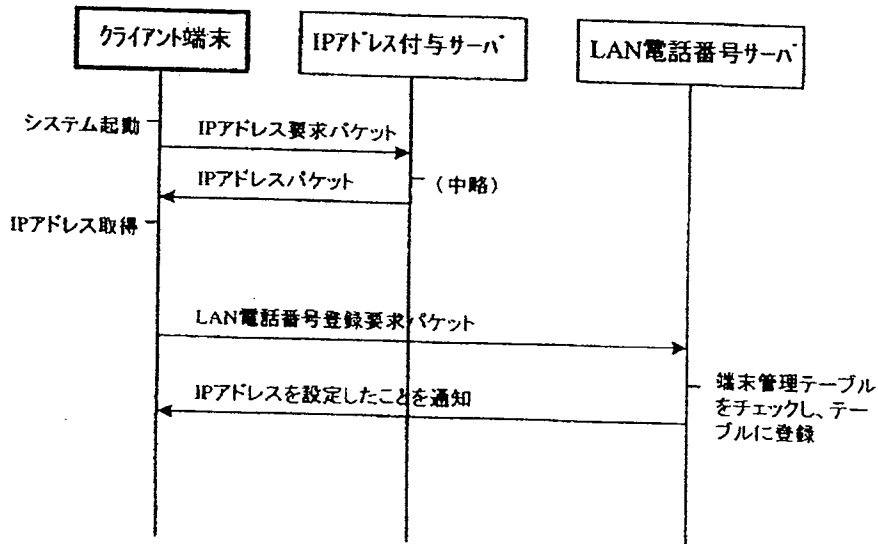 クライアント端末
IPアドレス付与サーバ
LAN電話番号サーバ
システム起動
IPアドレス要求パケット
IPアドレスパケット
(中略)
IPアドレス取得
LAN電話番号登録要求パケット
IPアドレスを設定したことを通知
端末管理テーブル
をチェックし、テー
ブルに登録